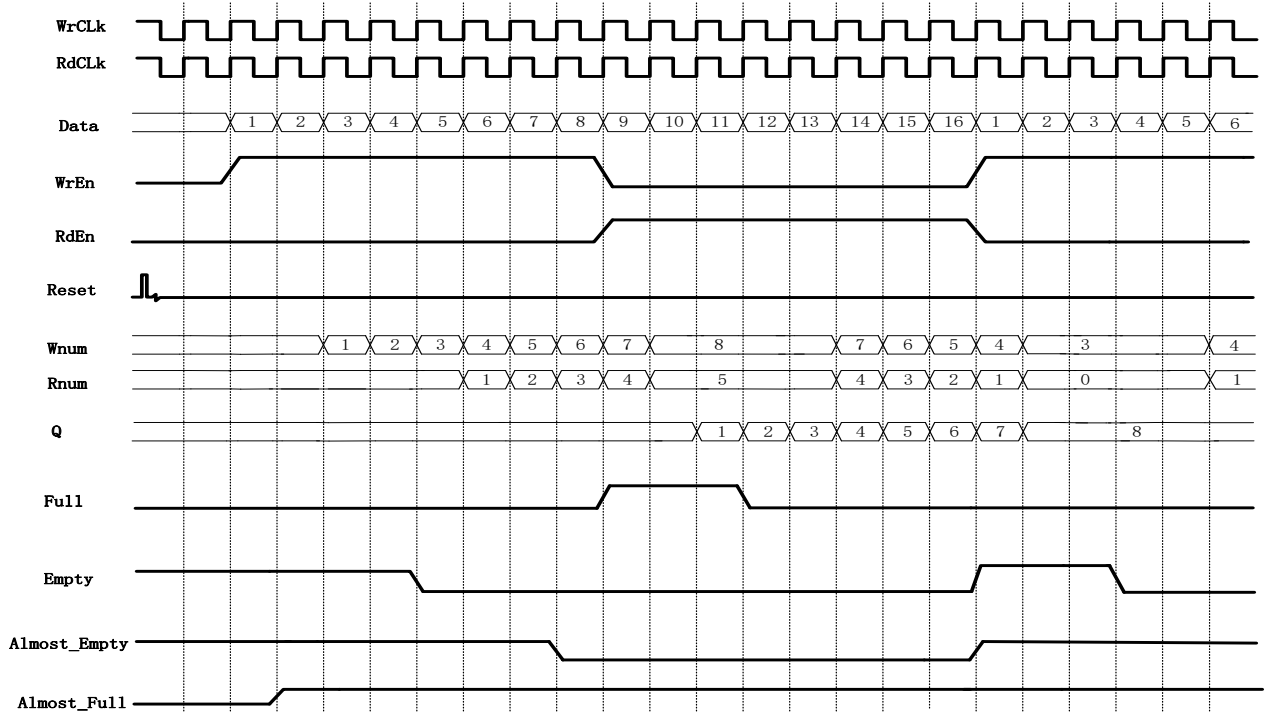 WrCLk
RdCLk
Data 1 2 3 4 5 6 7 8 9 10 11 12 13 14 15 16 1 2 3 4 5 6
WrEn
RdEn
Reset
Wnum 1 2 3 4 5 6 7 8 7 6 5 4 3 4
Rnum 1 2 3 4 5 4 3 2 1 0 1
Q 1 2 3 4 5 6 7 8
Full
Empty
Almost_Empty
Almost_Full